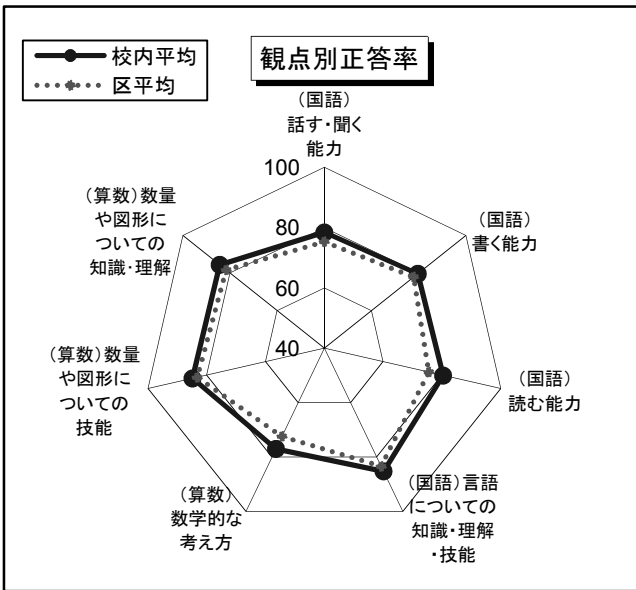 校内平均
区平均
観点別正答率
（国語）
話す・聞く
能力
（国語）
書く能力
（国語）
読む能力
（国語）言語
についての
知識・理解
・技能
（算数）
数学的な
考え方
（算数）数量
や図形に
ついての
技能
（算数）数量
や図形に
ついての
知識・理解
100
80
60
40